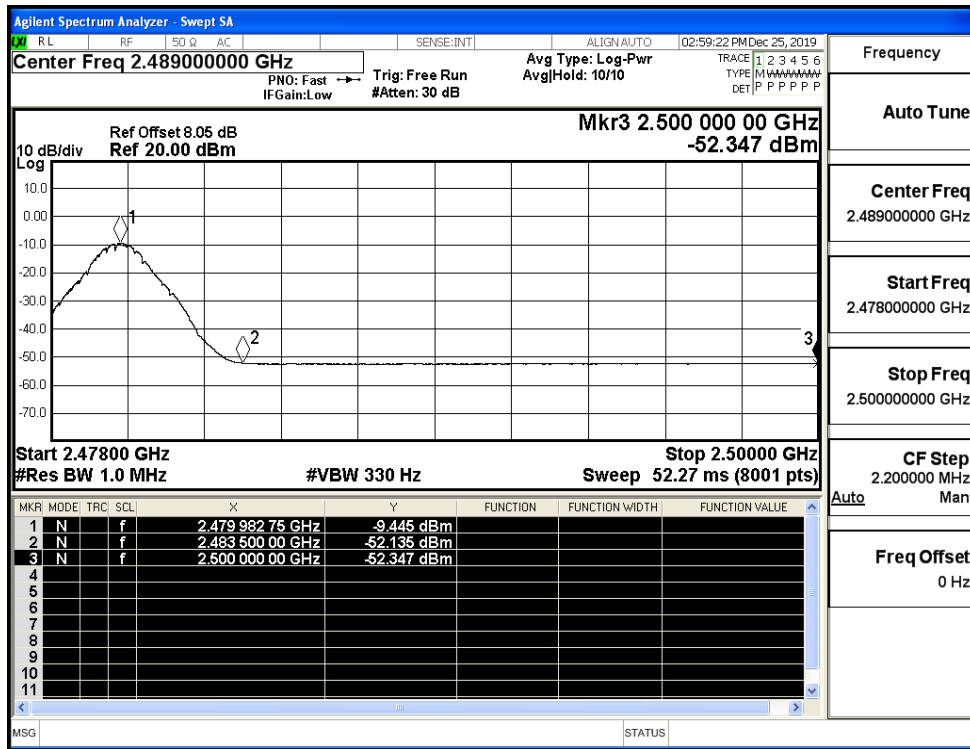 Agilent Spectrum Analyzer - Swept SA
LXI RL RF 50 Ω AC SENSE:INT ALIGN AUTO 02:59:22 PM Dec 25, 2019
Center Freq 2.489000000 GHz
PNO: Fast
IFGain:Low
Trig: Free Run
#Atten: 30 dB
Avg Type: Log-Pwr
Avg|Hold: 10/10
TRACE 1 2 3 4 5 6
TYPE M WWWWW
DET P P P P P P
Ref Offset 8.05 dB
10 dB/div Ref 20.00 dBm
Log
Mkr3 2.500 000 00 GHz
-52.347 dBm
10.0
0.00
-10.0
-20.0
-30.0
-40.0
-50.0
-60.0
-70.0
1
2
3
Start 2.47800 GHz Stop 2.50000 GHz
#Res BW 1.0 MHz #VBW 330 Hz Sweep 52.27 ms (8001 pts)
MKR MODE TRC SCL X Y FUNCTION FUNCTION WIDTH FUNCTION VALUE
1 N f 2.479 982 75 GHz -9.445 dBm
2 N f 2.483 500 00 GHz -52.135 dBm
3 N f 2.500 000 00 GHz -52.347 dBm
4
5
6
7
8
9
10
11
MSG STATUS
Frequency
Auto Tune
Center Freq
2.489000000 GHz
Start Freq
2.478000000 GHz
Stop Freq
2.500000000 GHz
CF Step
2.200000 MHz
Auto Man
Freq Offset
0 Hz